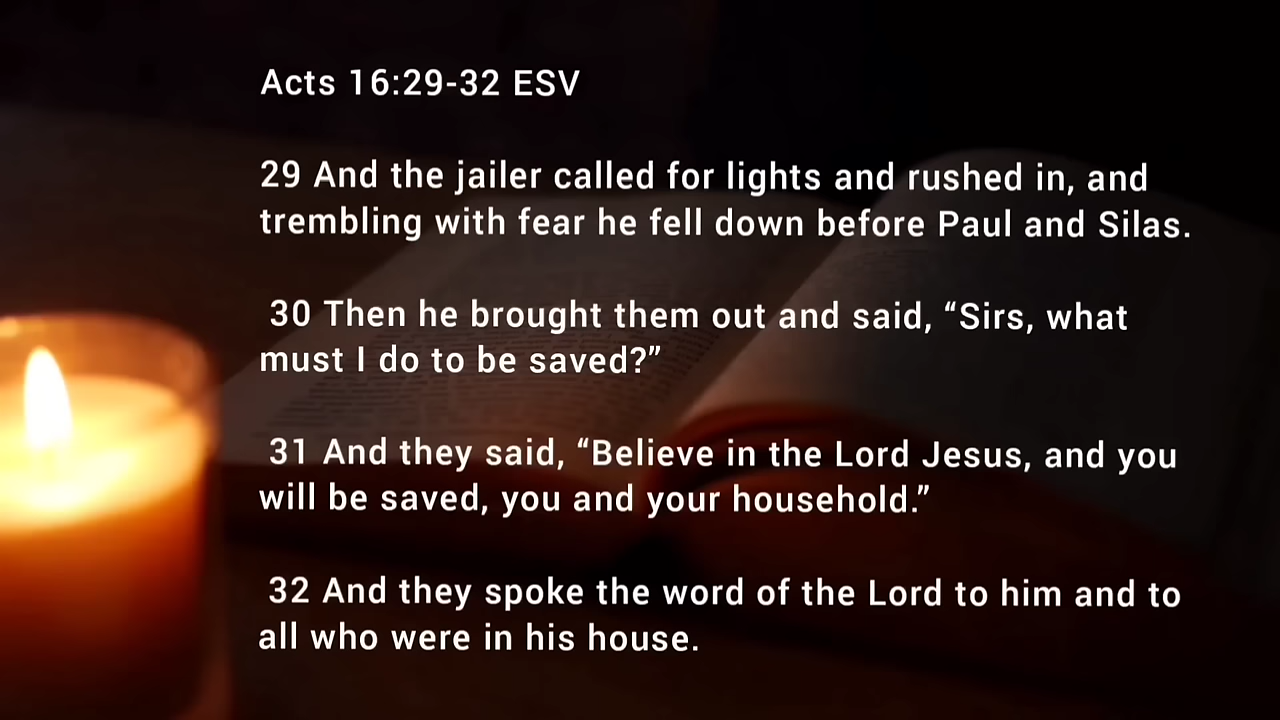 Acts 16:29-32 ESV
29 And the jailer called for lights and rushed in, and
trembling with fear he fell down before Paul and Silas.
30 Then he brought them out and said, “Sirs, what
must I do to be saved?”
31 And they said, “Believe in the Lord Jesus, and you
will be saved, you and your household.”
32 And they spoke the word of the Lord to him and to
all who were in his house.